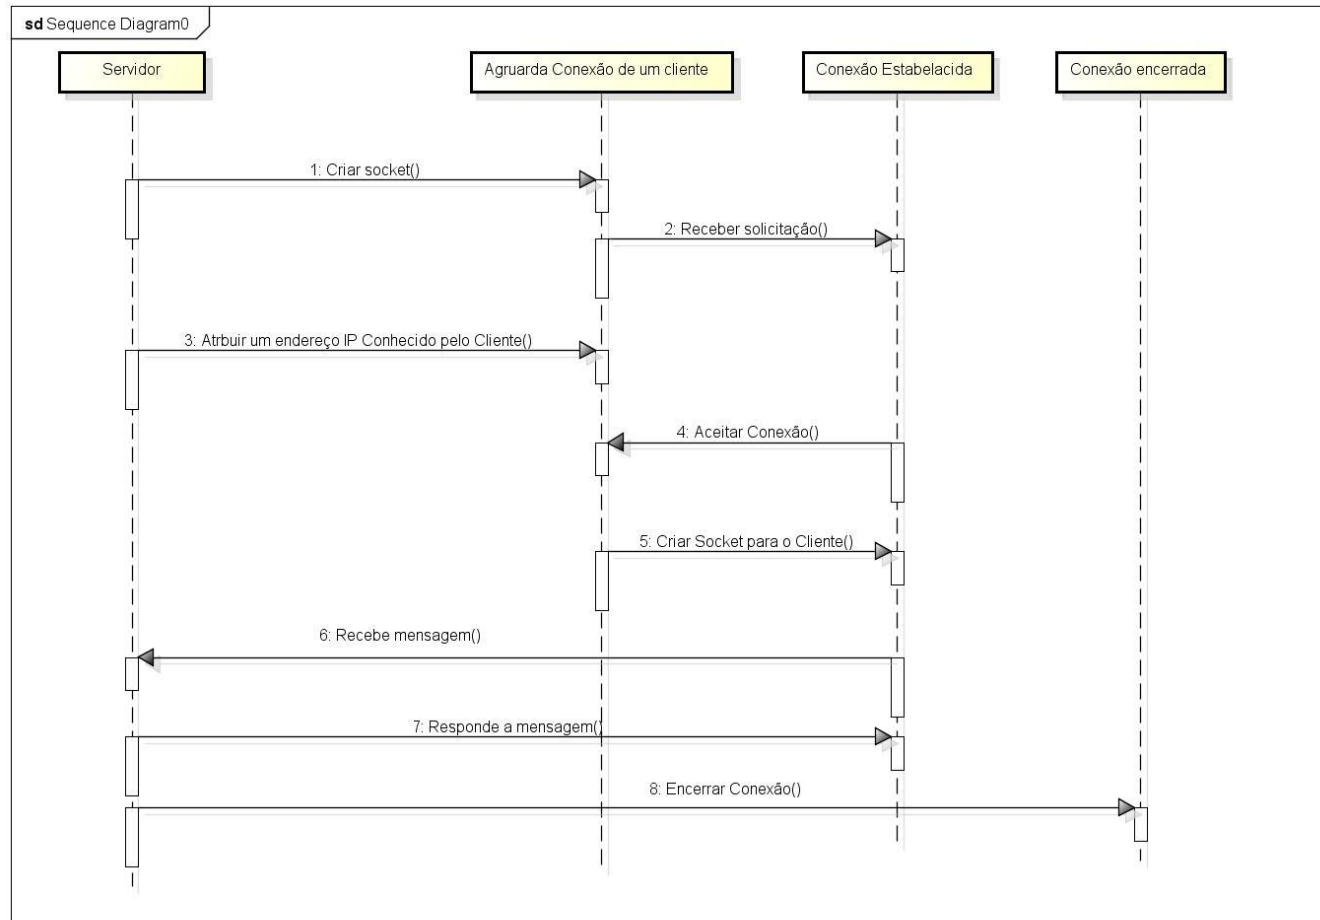 sd Sequence Diagram0
Servidor
Agruarda Conexão de um cliente
Conexão Estabelacida
Conexão encerrada
1: Criar socket()
2: Receber solicitação()
3: Atrbuir um endereço IP Conhecido pelo Cliente()
4: Aceitar Conexão()
5: Criar Socket para o Cliente()
6: Recebe mensagem()
7: Responde a mensagem()
8: Encerrar Conexão()